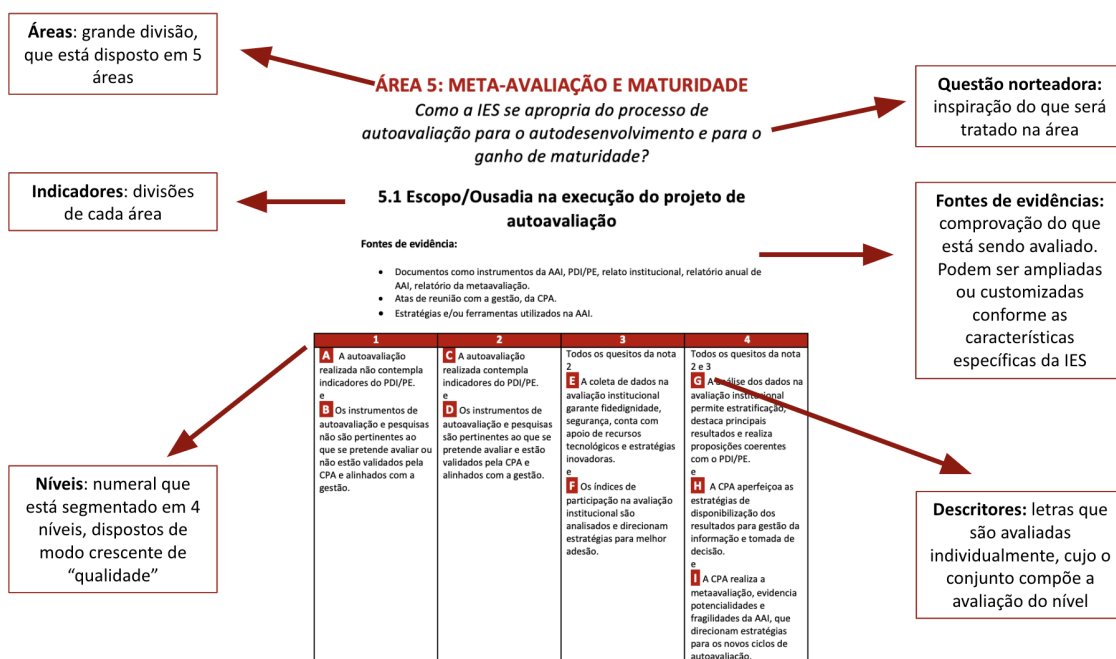 Áreas: grande divisão,
que está disposto em 5
áreas
ÁREA 5: META-AVALIAÇÃO E MATURIDADE
Como a IES se apropria do processo de
autoavaliação para o autodesenvolvimento e para o
ganho de maturidade?
Questão norteadora:
inspiração do que será
tratado na área
Indicadores: divisões
de cada área
5.1 Escopo/Ousadia na execução do projeto de
autoavaliação
Fontes de evidência:
• Documentos como instrumentos da AAI, PDI/PE, relato institucional, relatório anual de
AAI, relatório da metaavaliação.
• Atas de reunião com a gestão, da CPA.
• Estratégias e/ou ferramentas utilizados na AAI.
Fontes de evidências:
comprovação do que
está sendo avaliado.
Podem ser ampliadas
ou customizadas
conforme as
características
específicas da IES
1
A A autoavaliação
realizada não contempla
indicadores do PDI/PE.
e
B Os instrumentos de
autoavaliação e pesquisas
não são pertinentes ao
que se pretende avaliar ou
não estão validados pela
CPA e alinhados com a
gestão.
2
C A autoavaliação
realizada contempla
indicadores do PDI/PE.
e
D Os instrumentos de
autoavaliação e pesquisas
são pertinentes ao que se
pretende avaliar e estão
validados pela CPA e
alinhados com a gestão.
3
Todos os quesitos da nota
2
E A coleta de dados na
avaliação institucional
garante fidedignidade,
segurança, conta com
apoio de recursos
tecnológicos e estratégias
inovadoras.
e
F Os índices de
participação na avaliação
institucional são
analisados e direcionam
estratégias para melhor
adesão.
4
Todos os quesitos da nota
2 e 3
G A análise dos dados na
avaliação institucional
permite estratificação,
destaca principais
resultados e realiza
proposições coerentes
com o PDI/PE.
e
H A CPA aperfeiçoa as
estratégias de
disponibilização dos
resultados para gestão da
informação e tomada de
decisão.
e
I A CPA realiza a
metaavaliação, evidencia
potencialidades e
fragilidades da AAI, que
direcionam estratégias
para os novos ciclos de
autoavaliação.
Níveis: numeral que
está segmentado em 4
níveis, dispostos de
modo crescente de
“qualidade”
Descritores: letras que
são avaliadas
individualmente, cujo o
conjunto compõe a
avaliação do nível